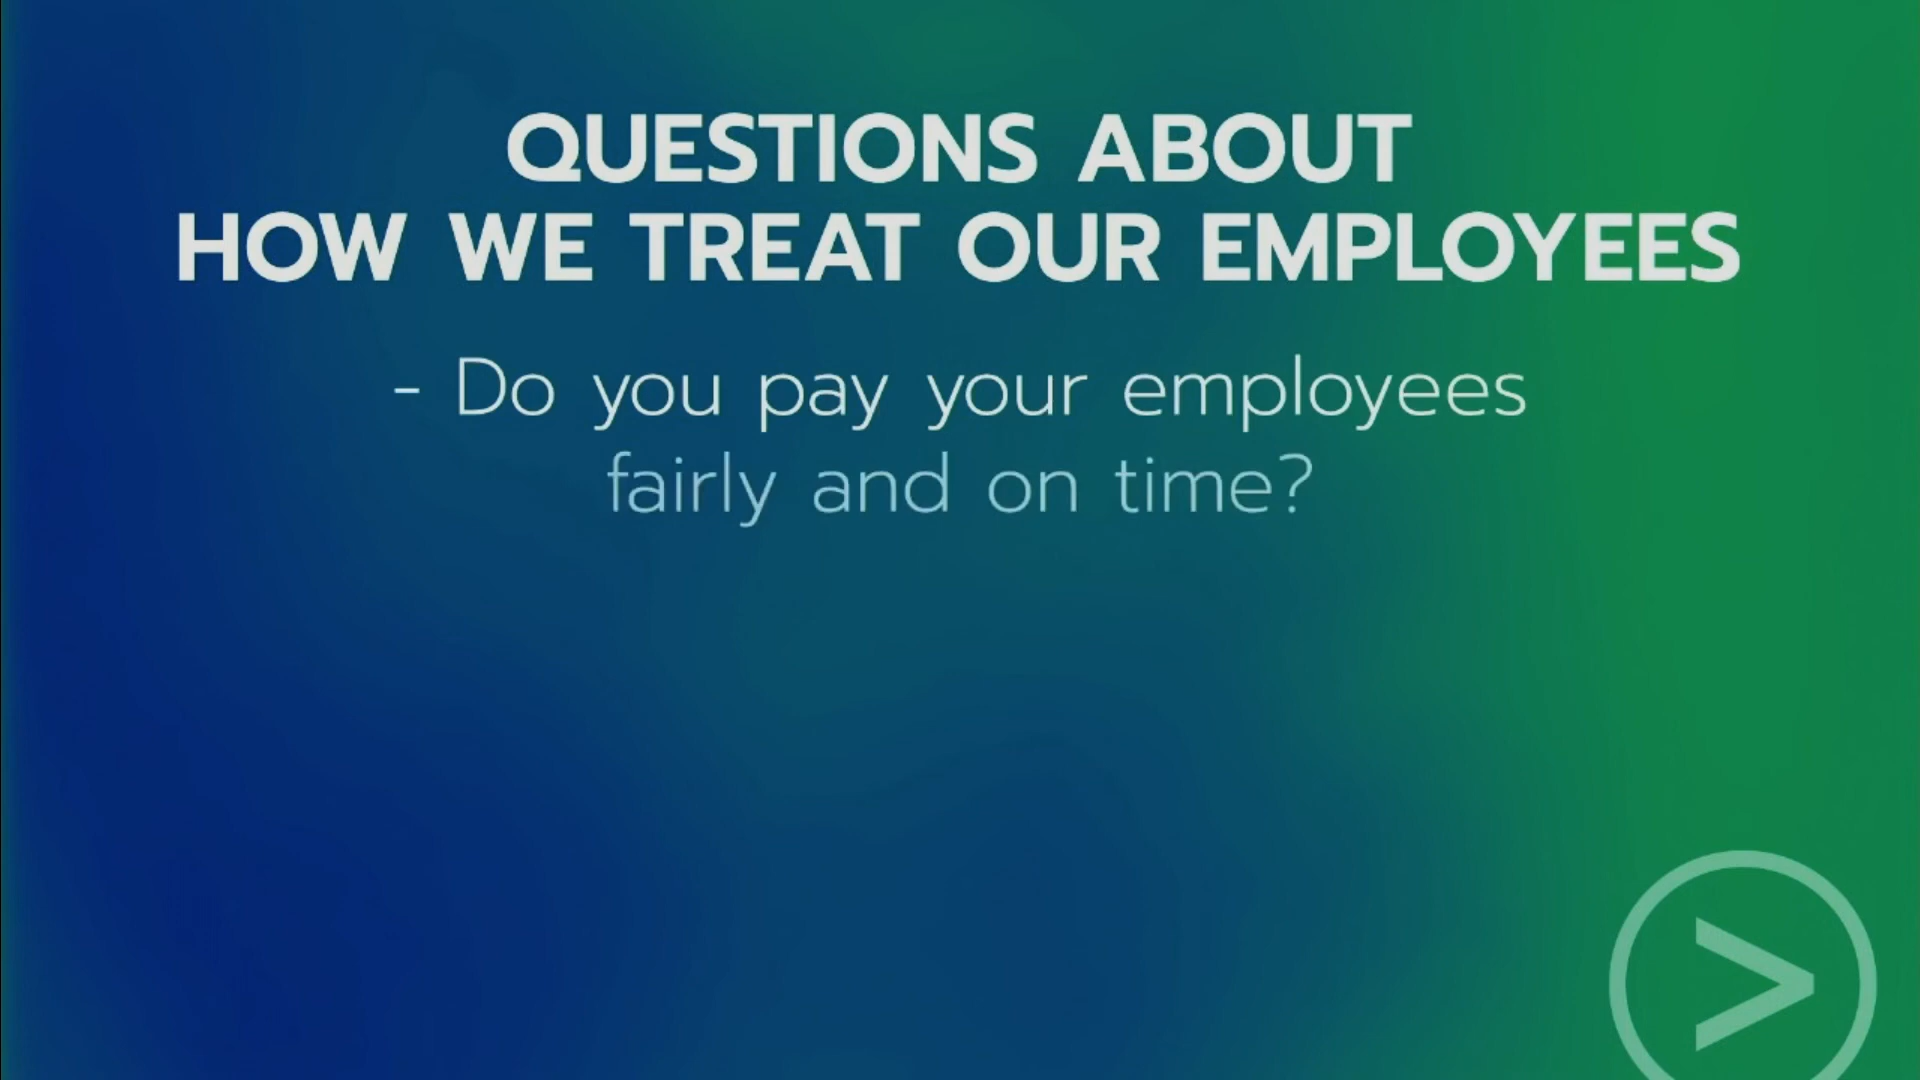 QUESTIONS ABOUT
HOW WE TREAT OUR EMPLOYEES
- Do you pay your employees
fairly and on time?